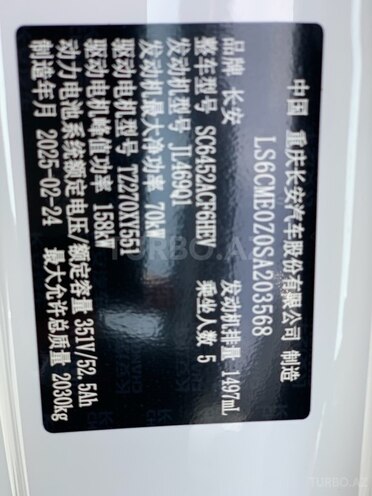 中国 重庆长安汽车股份有限公司 制造
LS6CME0Z0SA203568
品牌 长安
整车型号 SC6452ACF6HEV 乘坐人数 5
发动机型号 JL469Q1 发动机排量 1497mL
发动机最大净功率 70kW
驱动电机型号 TZ270XY551
驱动电机峰值功率 158kW
动力电池系统额定电压/额定容量 351V/52.5Ah
制造年月 2025-02-24 最大允许总质量 2030kg
TURBO.AZ
TURBO.AZ